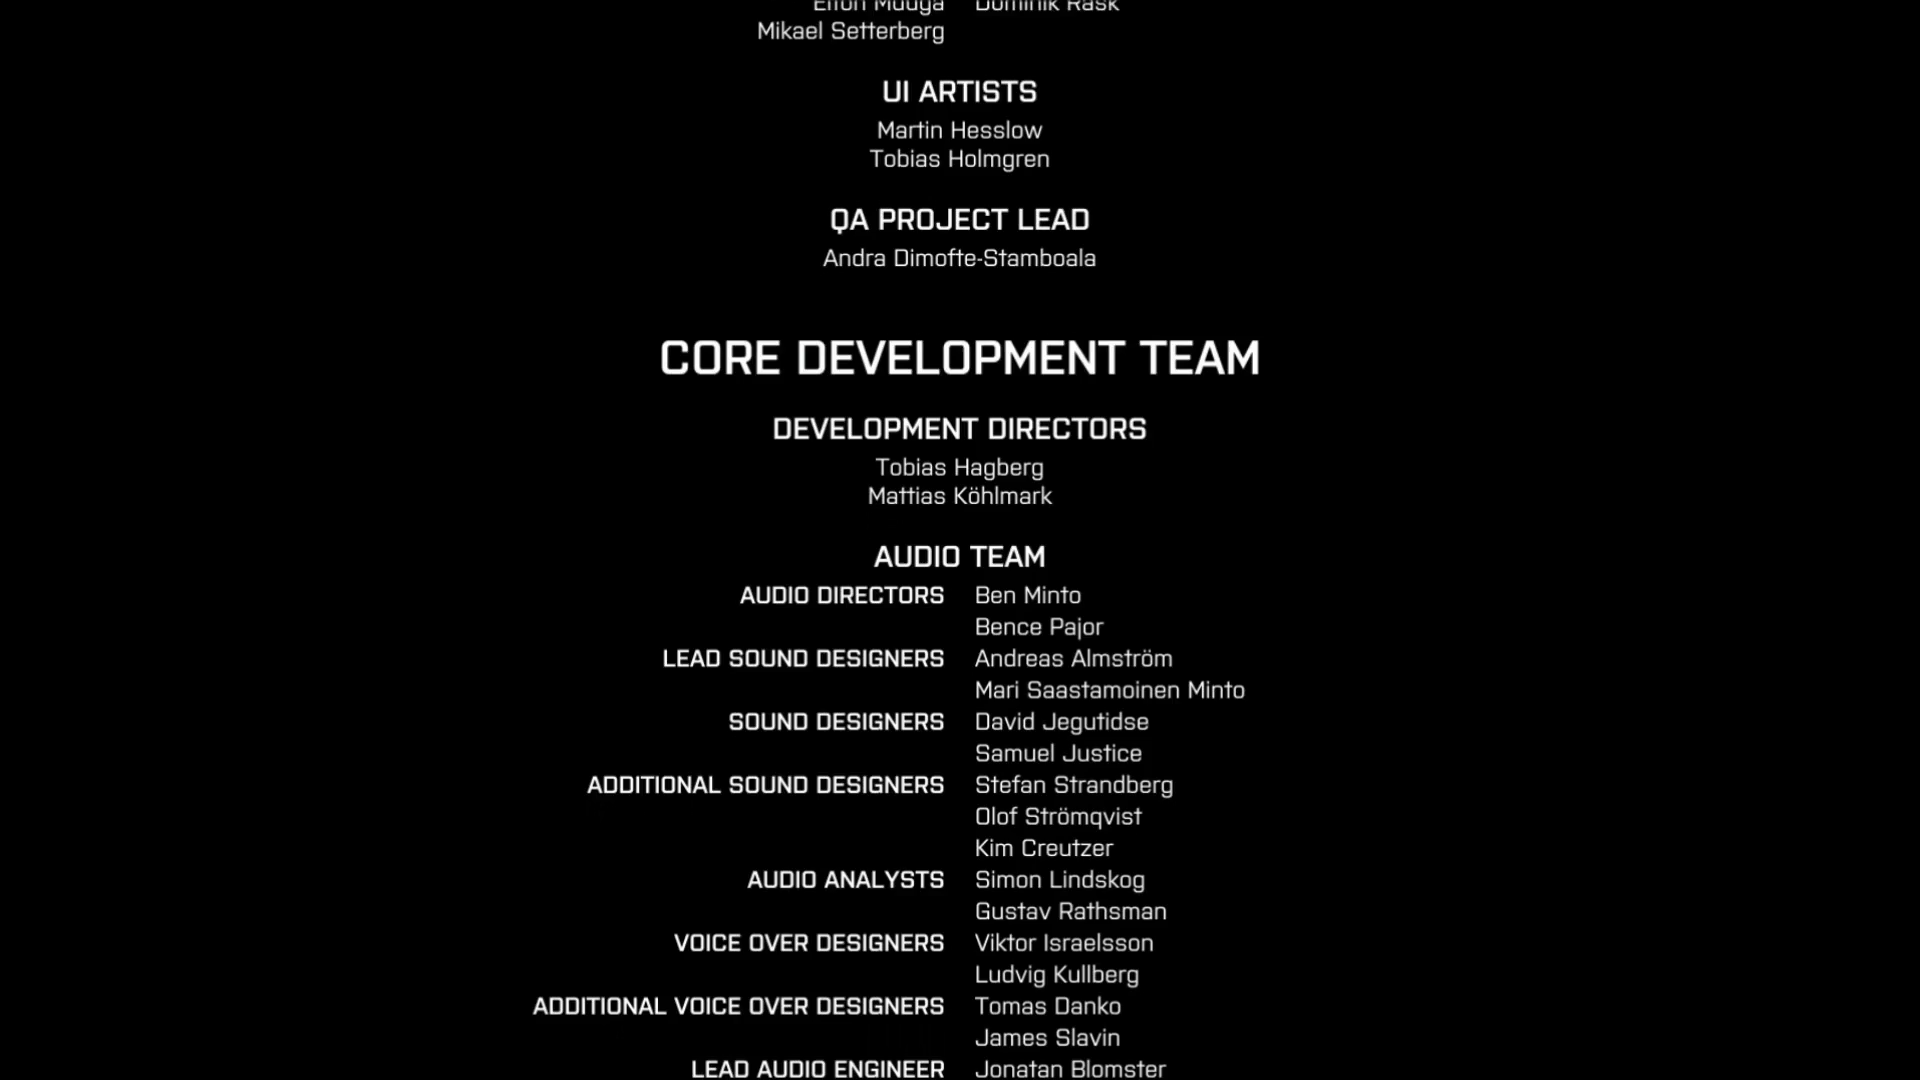 Dominik Rask
Mikael Setterberg
UI ARTISTS
Martin Hesslow
Tobias Holmgren
QA PROJECT LEAD
Andra Dimofte-Stamboala
CORE DEVELOPMENT TEAM
DEVELOPMENT DIRECTORS
Tobias Hagberg
Mattias Köhlmark
AUDIO TEAM
AUDIO DIRECTORS Ben Minto
Bence Pajor
LEAD SOUND DESIGNERS Andreas Almström
Mari Saastamoinen Minto
SOUND DESIGNERS David Jegutidse
Samuel Justice
ADDITIONAL SOUND DESIGNERS Stefan Strandberg
Olof Strömqvist
Kim Creutzer
AUDIO ANALYSTS Simon Lindskog
Gustav Rathsman
VOICE OVER DESIGNERS Viktor Israelsson
Ludvig Kullberg
ADDITIONAL VOICE OVER DESIGNERS Tomas Danko
James Slavin
LEAD AUDIO ENGINEER Jonatan Blomster